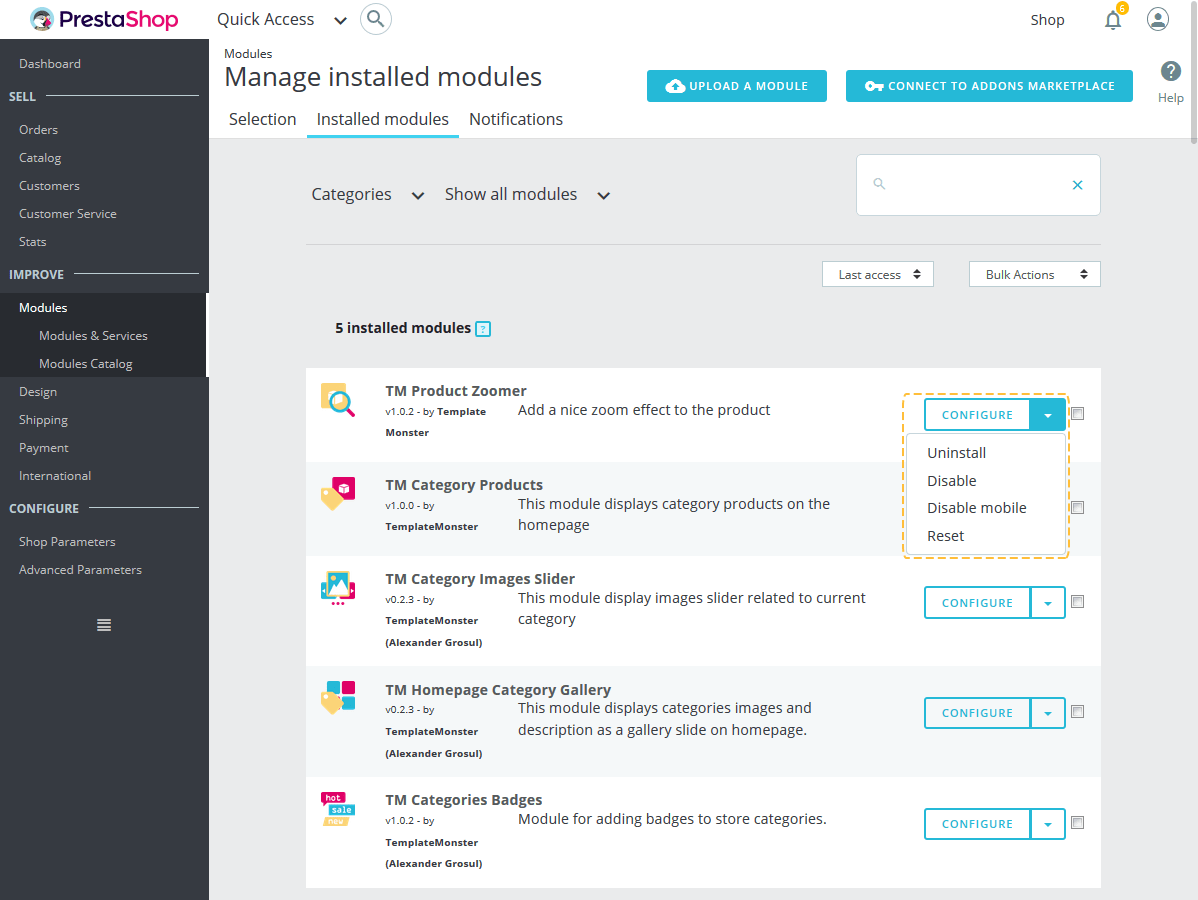 PrestaShop
Quick Access
Shop
6
Dashboard
SELL
Orders
Catalog
Customers
Customer Service
Stats
IMPROVE
Modules
Modules & Services
Modules Catalog
Design
Shipping
Payment
International
CONFIGURE
Shop Parameters
Advanced Parameters
Modules
Manage installed modules
UPLOAD A MODULE
CONNECT TO ADDONS MARKETPLACE
?
Help
Selection Installed modules Notifications
Categories Show all modules
Last access Bulk Actions
5 installed modules ?
TM Product Zoomer
v1.0.2 - by Template
Monster
Add a nice zoom effect to the product
CONFIGURE
Uninstall
Disable
Disable mobile
Reset
TM Category Products
v1.0.0 - by
TemplateMonster
This module displays category products on the
homepage
TM Category Images Slider
v0.2.3 - by
TemplateMonster
(Alexander Grosul)
This module display images slider related to current
category
CONFIGURE
TM Homepage Category Gallery
v0.2.3 - by
TemplateMonster
(Alexander Grosul)
This module displays categories images and
description as a gallery slide on homepage.
CONFIGURE
hot
sale
new
TM Categories Badges
v1.0.2 - by
TemplateMonster
(Alexander Grosul)
Module for adding badges to store categories.
CONFIGURE